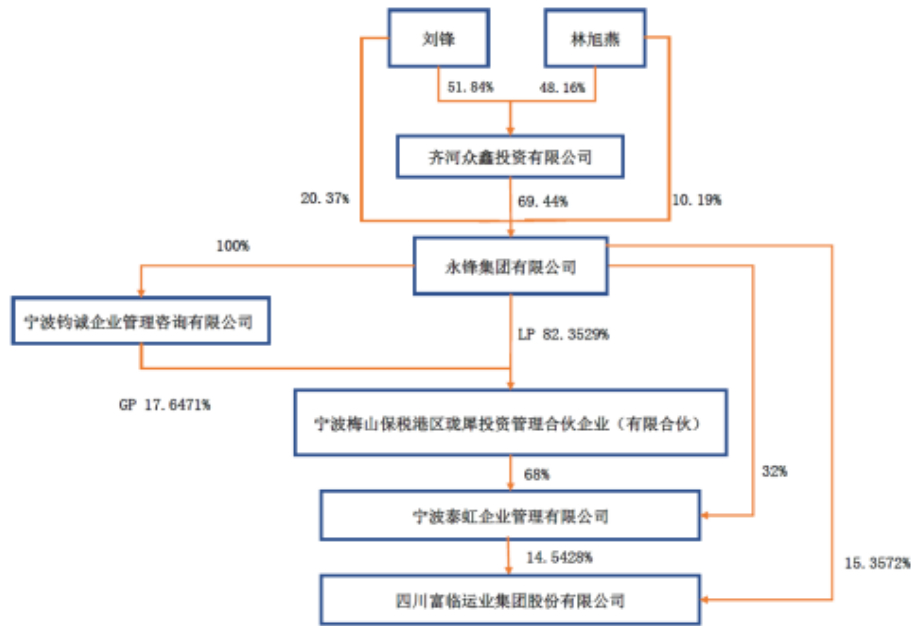 刘锋
林旭燕
51.84%
48.16%
齐河众鑫投资有限公司
20.37%
69.44%
10.19%
100%
永锋集团有限公司
宁波钧诚企业管理咨询有限公司
LP 82.3529%
GP 17.6471%
宁波梅山保税港区珑犀投资管理合伙企业（有限合伙）
68%
32%
宁波泰虹企业管理有限公司
14.5428%
15.3572%
四川富临运业集团股份有限公司